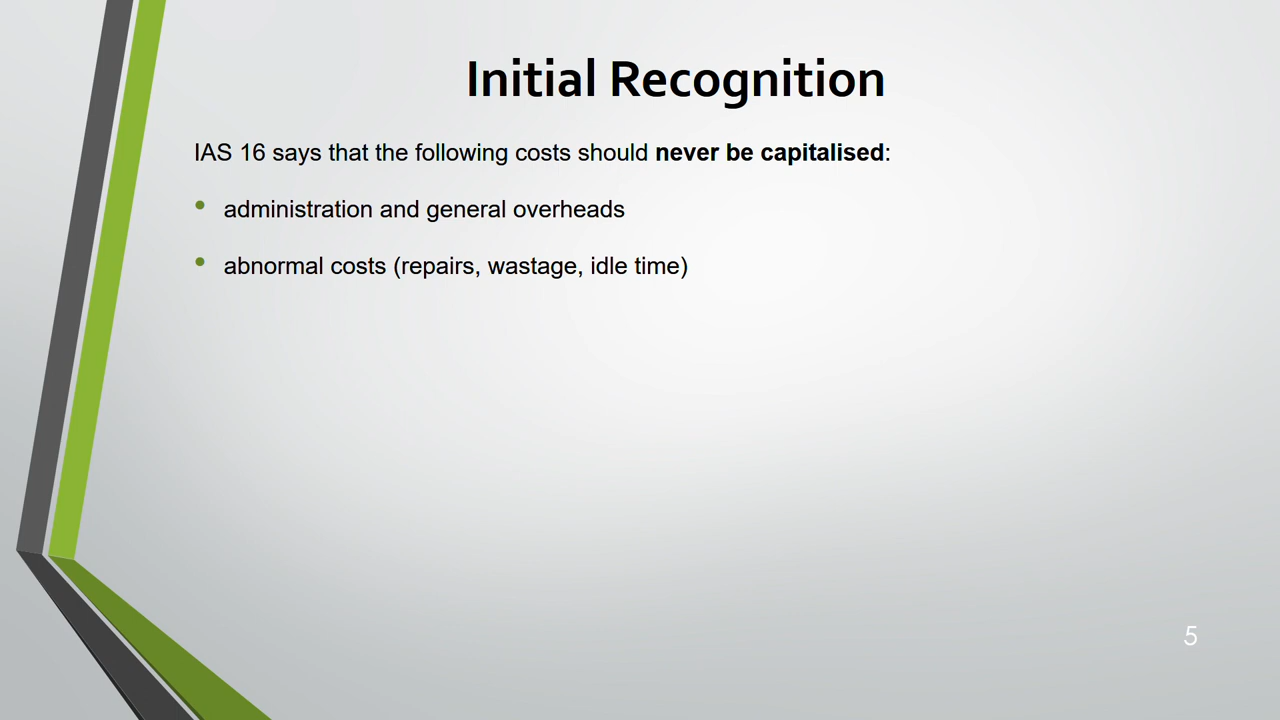 Initial Recognition
IAS 16 says that the following costs should never be capitalised:
• administration and general overheads
• abnormal costs (repairs, wastage, idle time)
5